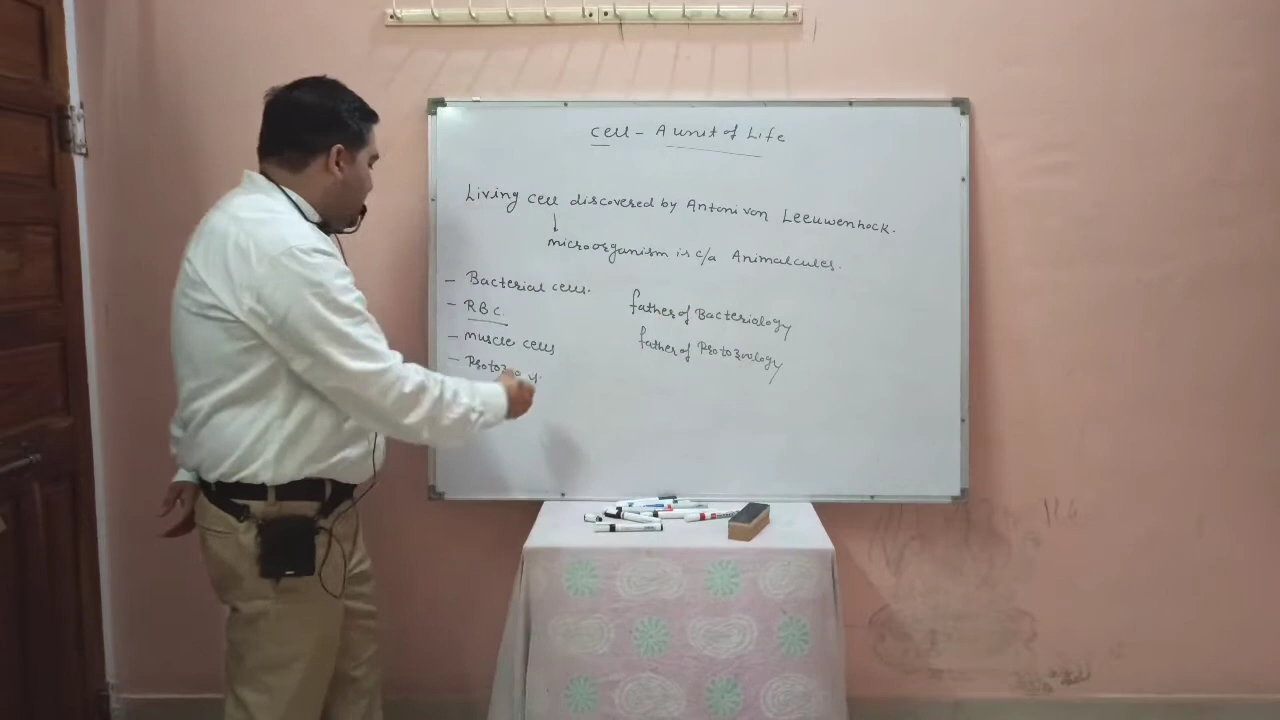 cell - A unit of Life
Living cell discovered by Antoni van Leeuwenhock.
microorganism is c/a Animalcules.
- Bacterial cells.
- RBC.
- muscle cells
father of Bacteriology
father of Protozoology